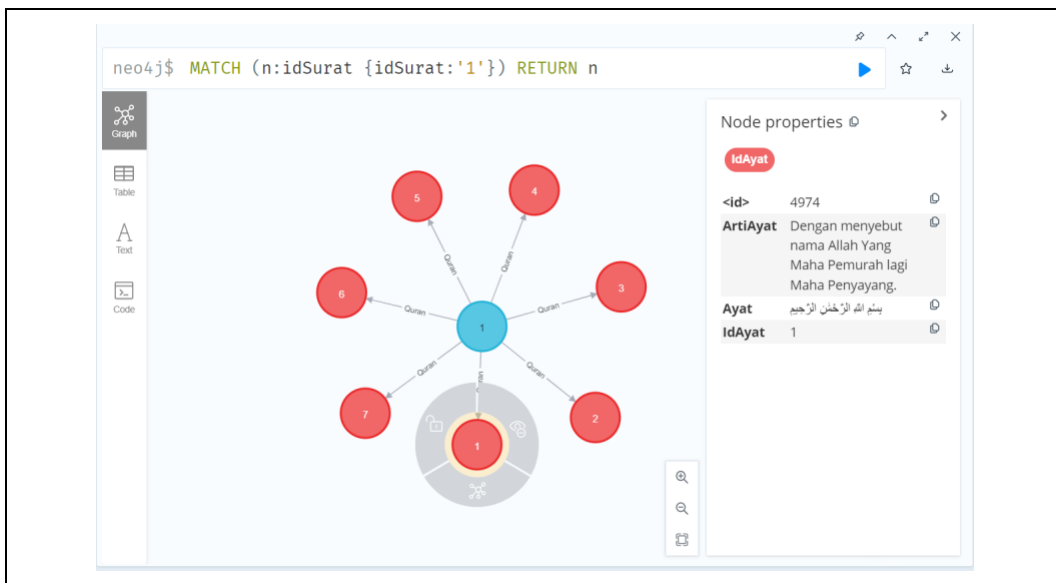 neo4j$ MATCH (n:idSurat {idSurat:'1'}) RETURN n
Graph
Table
Text
Code
5
4
6
3
1
7
2
1
Quran
Quran
Quran
Quran
Quran
Quran
Quran
Node properties
IdAyat
<id> 4974
ArtiAyat Dengan menyebut
nama Allah Yang
Maha Pemurah lagi
Maha Penyayang.
Ayat بِسْمِ اللّٰهِ الرَّحْمٰنِ الرَّحِيْمِ
IdAyat 1